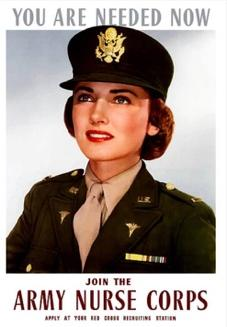 YOU ARE NEEDED NOW
JOIN THE
ARMY NURSE CORPS
APPLY AT YOUR RED CROSS RECRUITING STATION